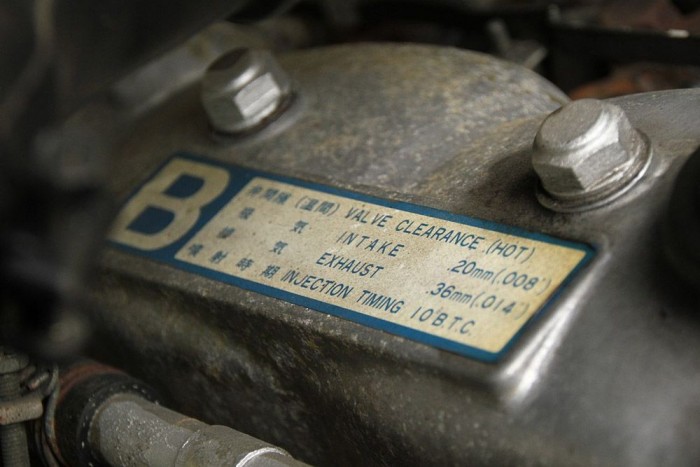 B
弁間隙 (温間) VALVE CLEARANCE (HOT)
吸 気 INTAKE .20mm(.008")
排 気 EXHAUST .36mm(.014")
噴射時期 INJECTION TIMING 10°B.T.C.